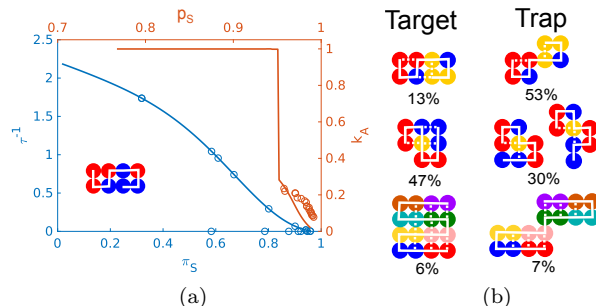 p_S
0.7 0.8 0.9 1
2.5
2
1.5
1
0.5
0
τ^-1
1
0.8
0.6
0.4
0.2
0
k_A
0 0.2 0.4 0.6 0.8 1
π_S
(a)
Target Trap
13% 53%
47% 30%
6% 7%
(b)